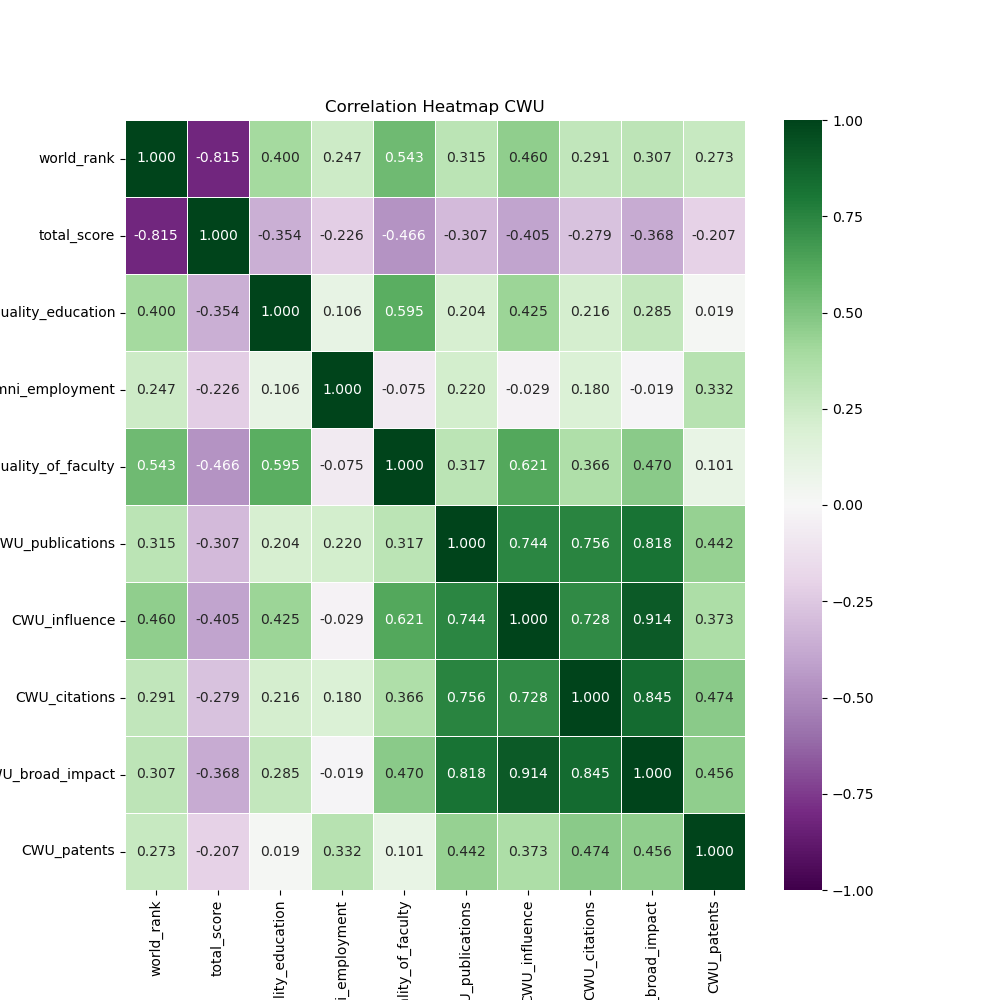 Correlation Heatmap CWU
world_rank 1.000 -0.815 0.400 0.247 0.543 0.315 0.460 0.291 0.307 0.273
total_score -0.815 1.000 -0.354 -0.226 -0.466 -0.307 -0.405 -0.279 -0.368 -0.207
uality_education 0.400 -0.354 1.000 0.106 0.595 0.204 0.425 0.216 0.285 0.019
mni_employment 0.247 -0.226 0.106 1.000 -0.075 0.220 -0.029 0.180 -0.019 0.332
uality_of_faculty 0.543 -0.466 0.595 -0.075 1.000 0.317 0.621 0.366 0.470 0.101
WU_publications 0.315 -0.307 0.204 0.220 0.317 1.000 0.744 0.756 0.818 0.442
CWU_influence 0.460 -0.405 0.425 -0.029 0.621 0.744 1.000 0.728 0.914 0.373
CWU_citations 0.291 -0.279 0.216 0.180 0.366 0.756 0.728 1.000 0.845 0.474
WU_broad_impact 0.307 -0.368 0.285 -0.019 0.470 0.818 0.914 0.845 1.000 0.456
CWU_patents 0.273 -0.207 0.019 0.332 0.101 0.442 0.373 0.474 0.456 1.000
world_rank
total_score
lity_education
i_employment
lity_of_faculty
U_publications
CWU_influence
CWU_citations
_broad_impact
CWU_patents
1.00
0.75
0.50
0.25
0.00
−0.25
−0.50
−0.75
−1.00